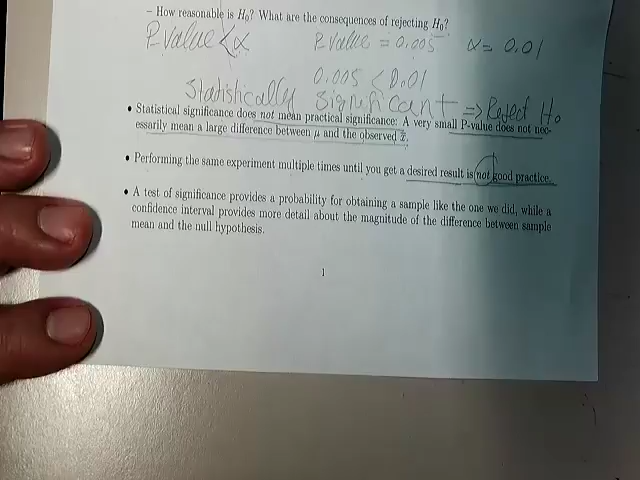 – How reasonable is H₀? What are the consequences of rejecting H₀?
P-value < α P-value = 0.005 α = 0.01
0.005 < 0.01
Statistically significant ⇒ Reject H₀
• Statistical significance does not mean practical significance: A very small P-value does not nec-
essarily mean a large difference between μ and the observed x̄.
• Performing the same experiment multiple times until you get a desired result is not good practice.
• A test of significance provides a probability for obtaining a sample like the one we did, while a
confidence interval provides more detail about the magnitude of the difference between sample
mean and the null hypothesis.
1